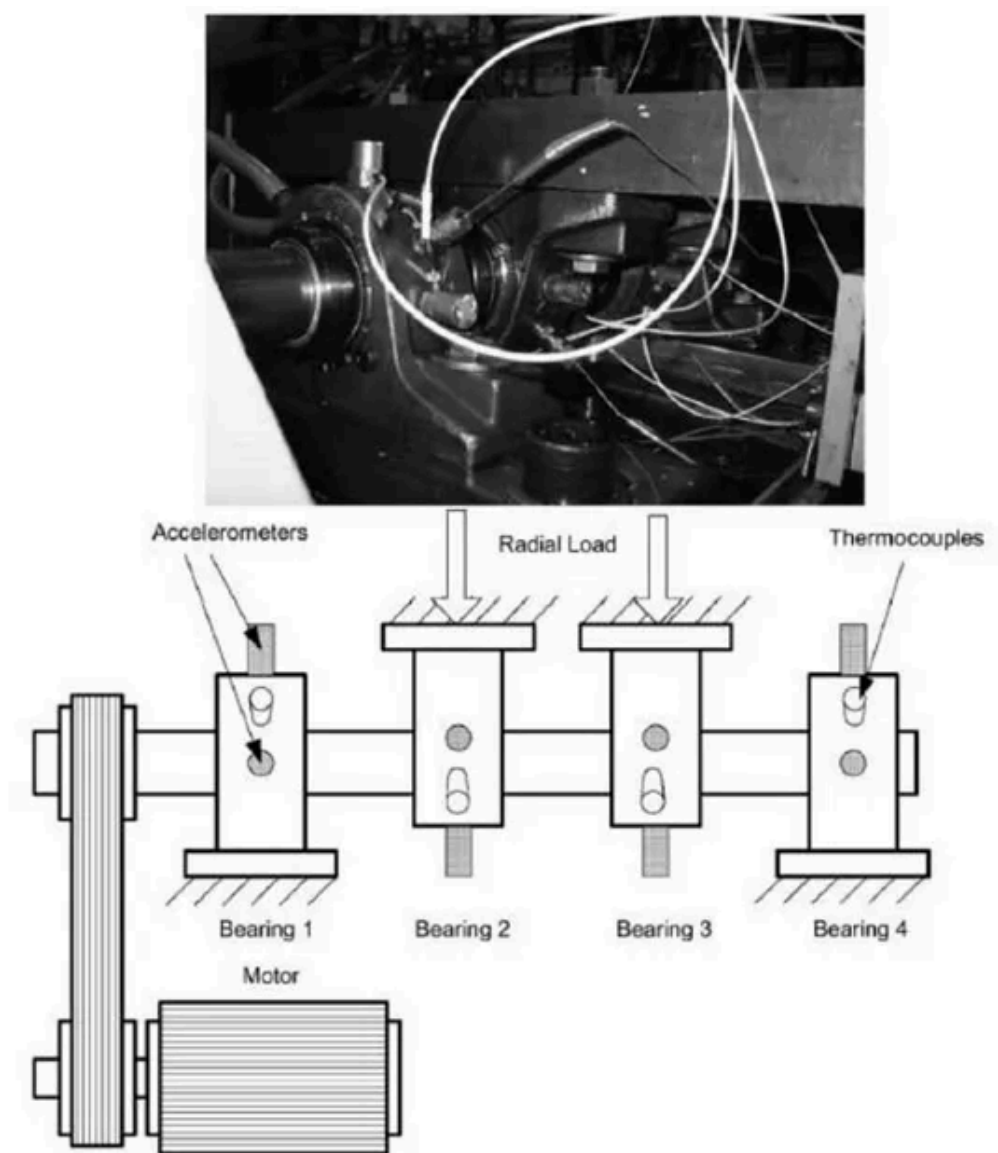 Accelerometers
Radial Load
Thermocouples
Bearing 1
Bearing 2
Bearing 3
Bearing 4
Motor